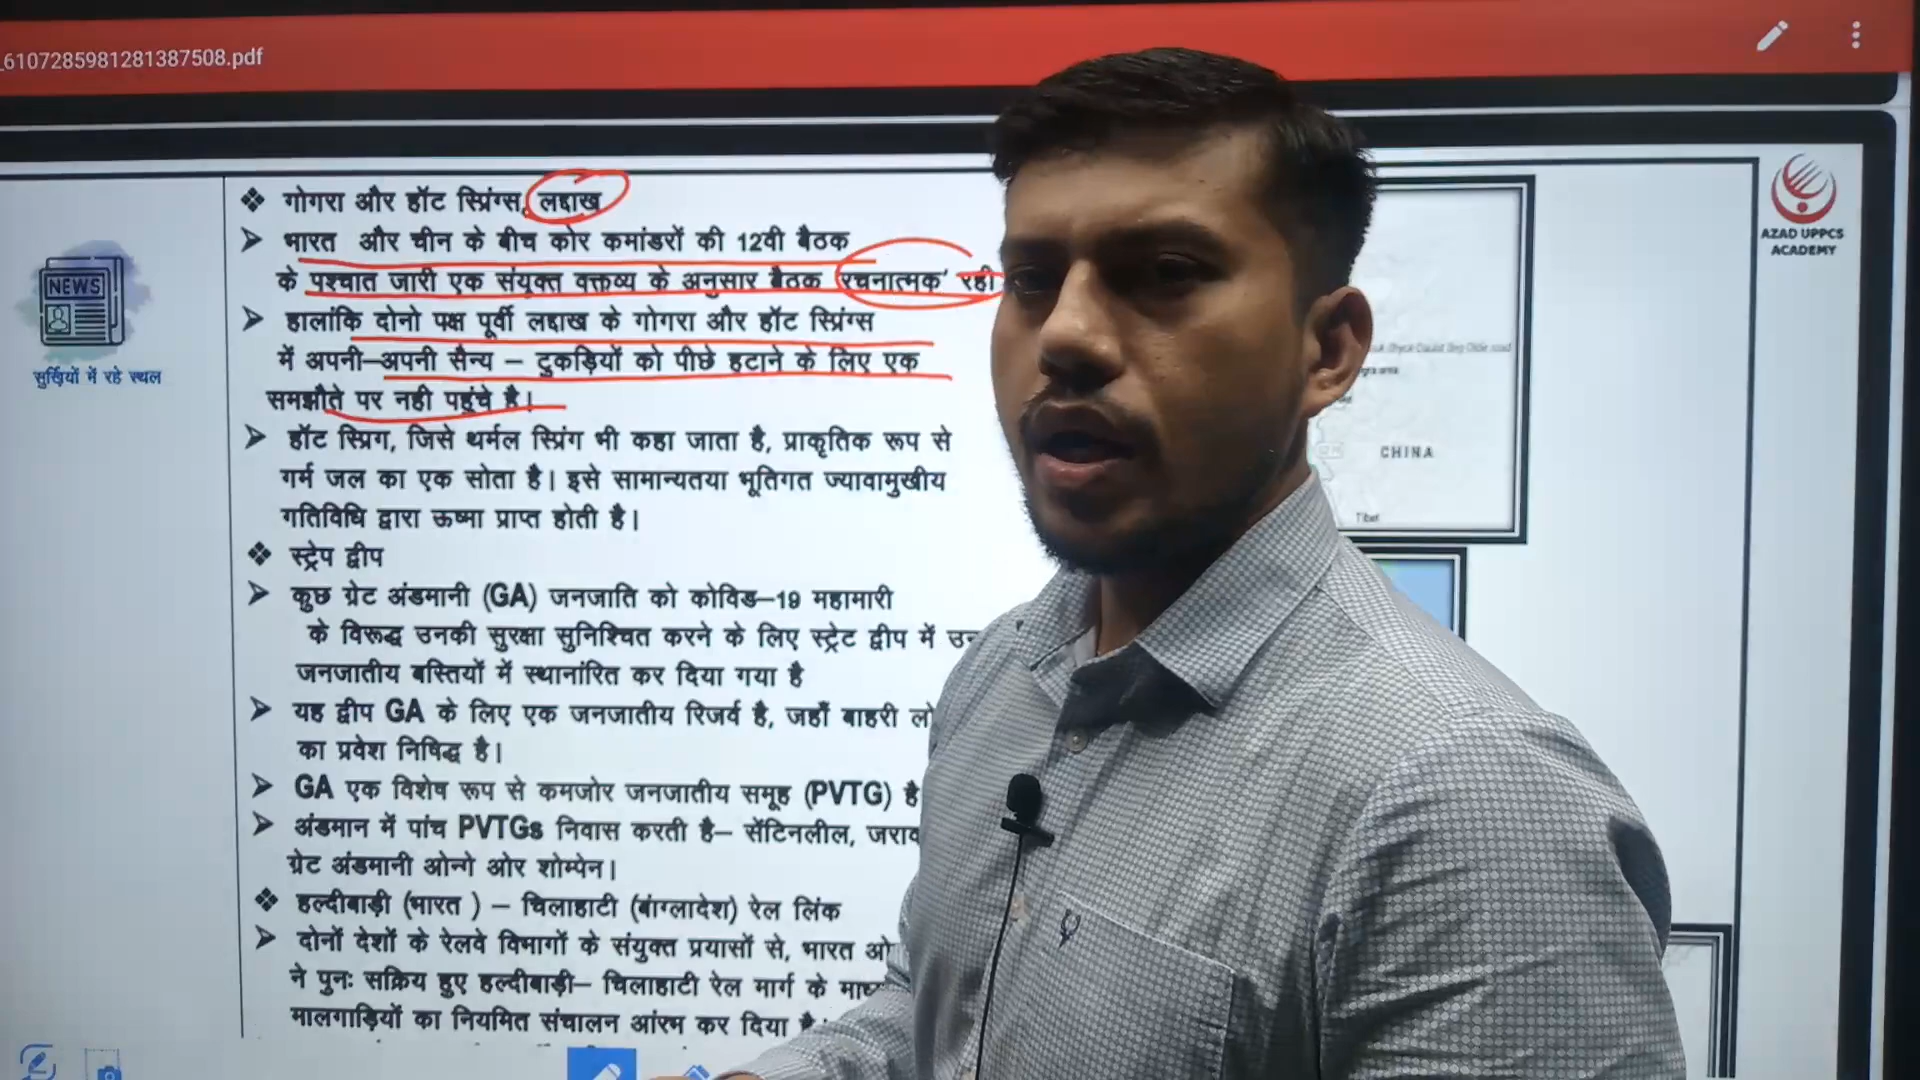 _6107285981281387508.pdf
❖ गोगरा और हॉट स्प्रिंग्स, लद्दाख
➤ भारत और चीन के बीच कोर कमांडरों की 12वी बैठक
के पश्चात जारी एक संयुक्त वक्तव्य के अनुसार बैठक रचनात्मक' रही
➤ हालांकि दोनो पक्ष पूर्वी लद्दाख के गोगरा और हॉट स्प्रिंग्स
में अपनी–अपनी सैन्य – टुकड़ियों को पीछे हटाने के लिए एक
समझौते पर नही पहुंचे है।
➤ हॉट स्प्रिग, जिसे थर्मल स्प्रिंग भी कहा जाता है, प्राकृतिक रूप से
गर्म जल का एक सोता है। इसे सामान्यतया भूतिगत ज्यावामुखीय
गतिविधि द्वारा ऊष्मा प्राप्त होती है।
❖ स्ट्रेप द्वीप
➤ कुछ ग्रेट अंडमानी (GA) जनजाति को कोविड–19 महामारी
के विरूद्ध उनकी सुरक्षा सुनिश्चित करने के लिए स्ट्रेट द्वीप में
जनजातीय बस्तियों में स्थानांरित कर दिया गया है
➤ यह द्वीप GA के लिए एक जनजातीय रिजर्व है, जहाँ बाहरी
का प्रवेश निषिद्ध है।
➤ GA एक विशेष रूप से कमजोर जनजातीय समूह (PVTG) है
➤ अंडमान में पांच PVTGs निवास करती है– सेंटिनलील,
ग्रेट अंडमानी ओन्गे ओर शोम्पेन।
❖ हल्दीबाड़ी (भारत ) – चिलाहाटी (बांग्लादेश) रेल लिंक
➤ दोनों देशों के रेलवे विभागों के संयुक्त प्रयासों से, भारत
ने पुनः सक्रिय हुए हल्दीबाड़ी– चिलाहाटी रेल मार्ग के
मालगाड़ियों का नियमित संचालन आंरभ कर दिया
NEWS
सुर्ख़ियों में रहे स्थल
CHINA
Tibet
AZAD UPPCS
ACADEMY